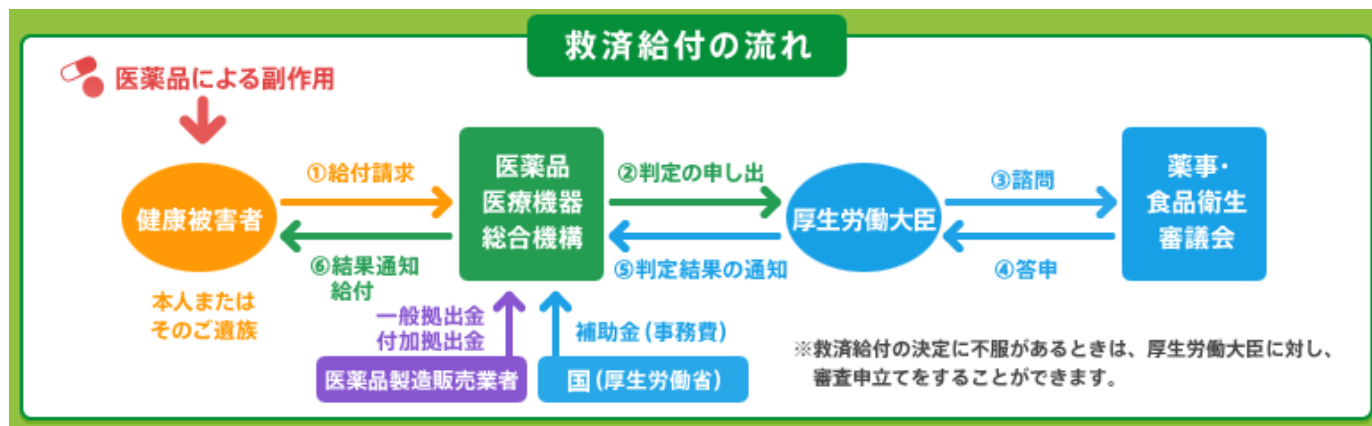 救済給付の流れ
医薬品による副作用
健康被害者
本人または
そのご遺族
①給付請求
⑥結果通知
給付
医薬品
医療機器
総合機構
②判定の申し出
⑤判定結果の通知
厚生労働大臣
③諮問
④答申
薬事・
食品衛生
審議会
一般拠出金
付加拠出金
医薬品製造販売業者
補助金(事務費)
国(厚生労働省)
※救済給付の決定に不服があるときは、厚生労働大臣に対し、
審査申立てをすることができます。